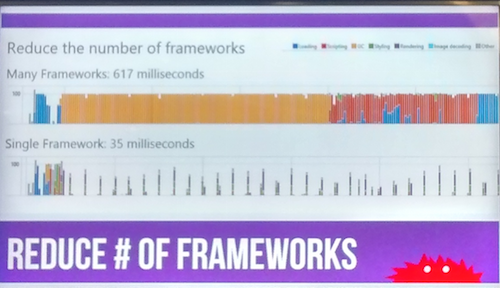 Reduce the number of frameworks
Loading Scripting GC Styling Rendering Image decoding Other
Many Frameworks: 617 milliseconds
100
Single Framework: 35 milliseconds
100
REDUCE # OF FRAMEWORKS